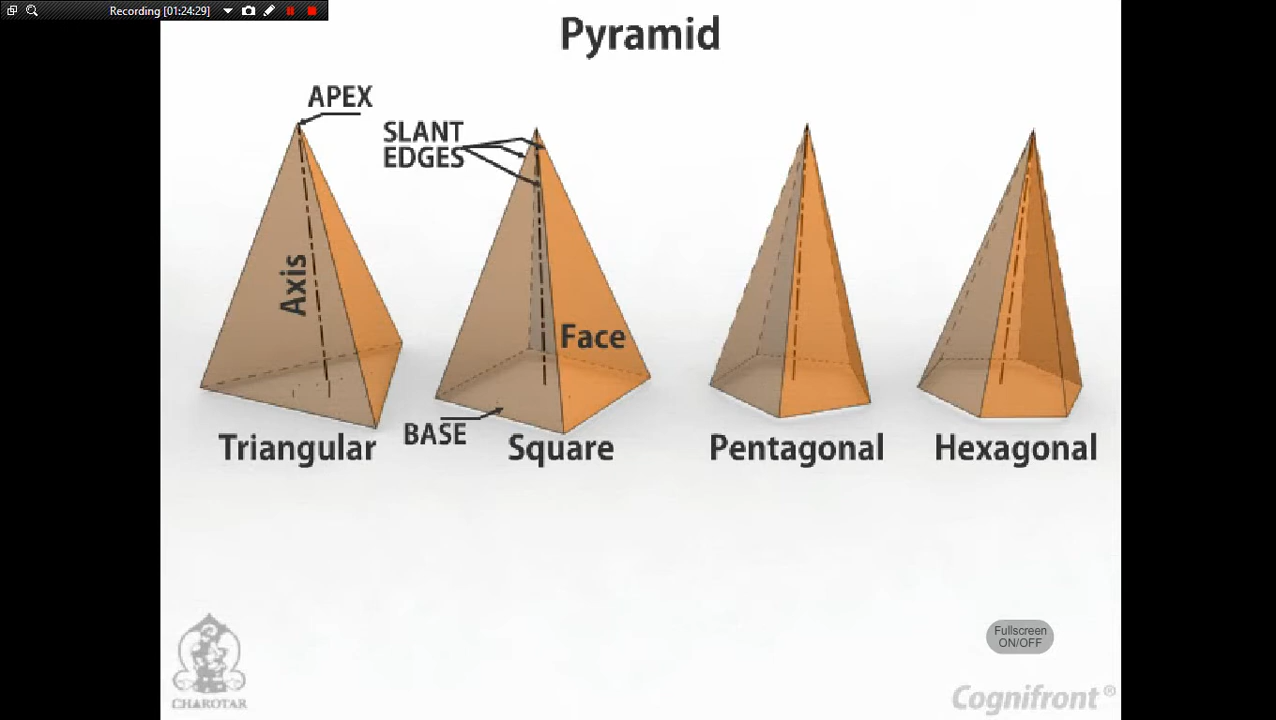 Recording [01:24:29]
Pyramid
APEX
SLANT
EDGES
Axis
Face
BASE
Triangular
Square
Pentagonal
Hexagonal
Fullscreen
ON/OFF
CHAROTAR
Cognifront®